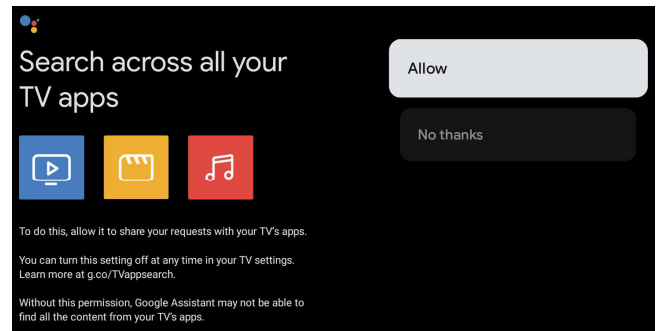 Search across all your
TV apps
To do this, allow it to share your requests with your TV's apps.
You can turn this setting off at any time in your TV settings.
Learn more at g.co/TVappsearch.
Without this permission, Google Assistant may not be able to
find all the content from your TV's apps.
Allow
No thanks